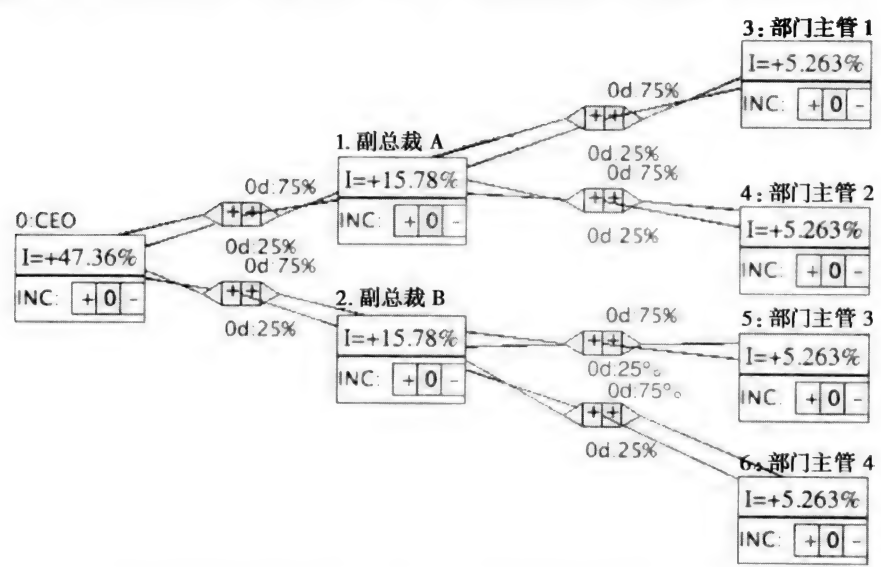 3:部门主管 1
I=+5.263%
INC: + 0 -
0d:75%
++
0d:25%
1.副总裁 A
I=+15.78%
INC: + 0 -
0d:75%
++
0d:25%
4:部门主管 2
I=+5.263%
INC: + 0 -
0d:75%
++
0d:25%
0:CEO
I=+47.36%
INC: + 0 -
0d:75%
++
0d:25%
2.副总裁 B
I=+15.78%
INC: + 0 -
0d:75%
++
0d:25%
5:部门主管 3
I=+5.263%
INC: + 0 -
0d:75%
++
0d:25%
6:部门主管 4
I=+5.263%
INC: + 0 -